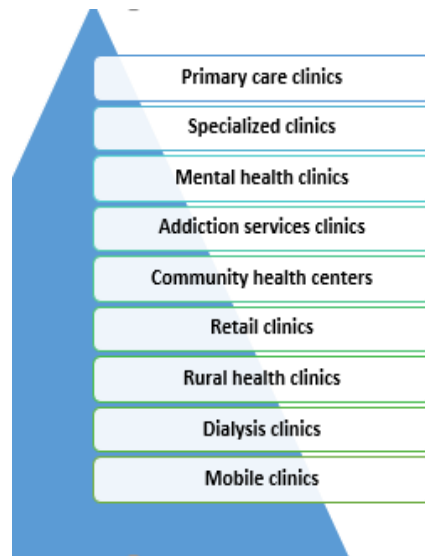 Primary care clinics
Specialized clinics
Mental health clinics
Addiction services clinics
Community health centers
Retail clinics
Rural health clinics
Dialysis clinics
Mobile clinics